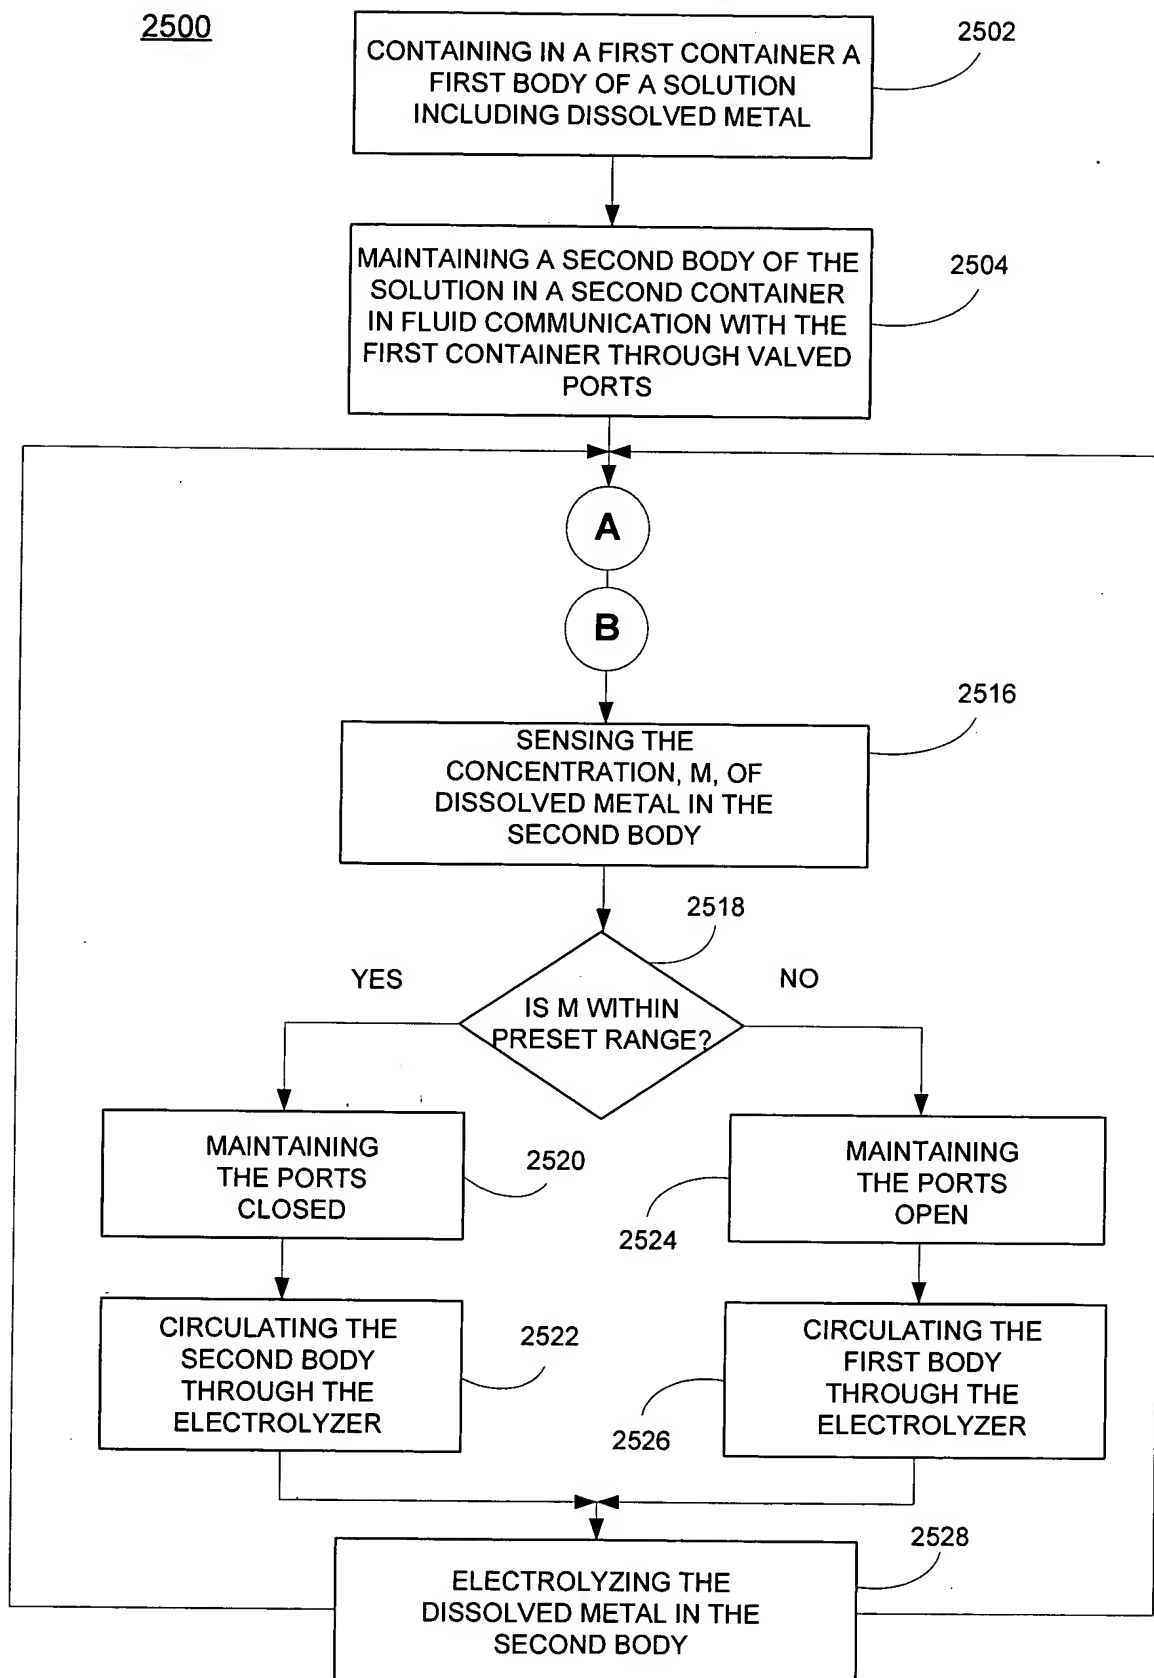 2500
2502
CONTAINING IN A FIRST CONTAINER A
FIRST BODY OF A SOLUTION
INCLUDING DISSOLVED METAL
2504
MAINTAINING A SECOND BODY OF THE
SOLUTION IN A SECOND CONTAINER
IN FLUID COMMUNICATION WITH THE
FIRST CONTAINER THROUGH VALVED
PORTS
A
B
2516
SENSING THE
CONCENTRATION, M, OF
DISSOLVED METAL IN THE
SECOND BODY
2518
YES
NO
IS M WITHIN
PRESET RANGE?
MAINTAINING
THE PORTS
CLOSED
2520
MAINTAINING
THE PORTS
OPEN
2524
CIRCULATING THE
SECOND BODY
THROUGH THE
ELECTROLYZER
2522
CIRCULATING THE
FIRST BODY
THROUGH THE
ELECTROLYZER
2526
2528
ELECTROLYZING THE
DISSOLVED METAL IN THE
SECOND BODY